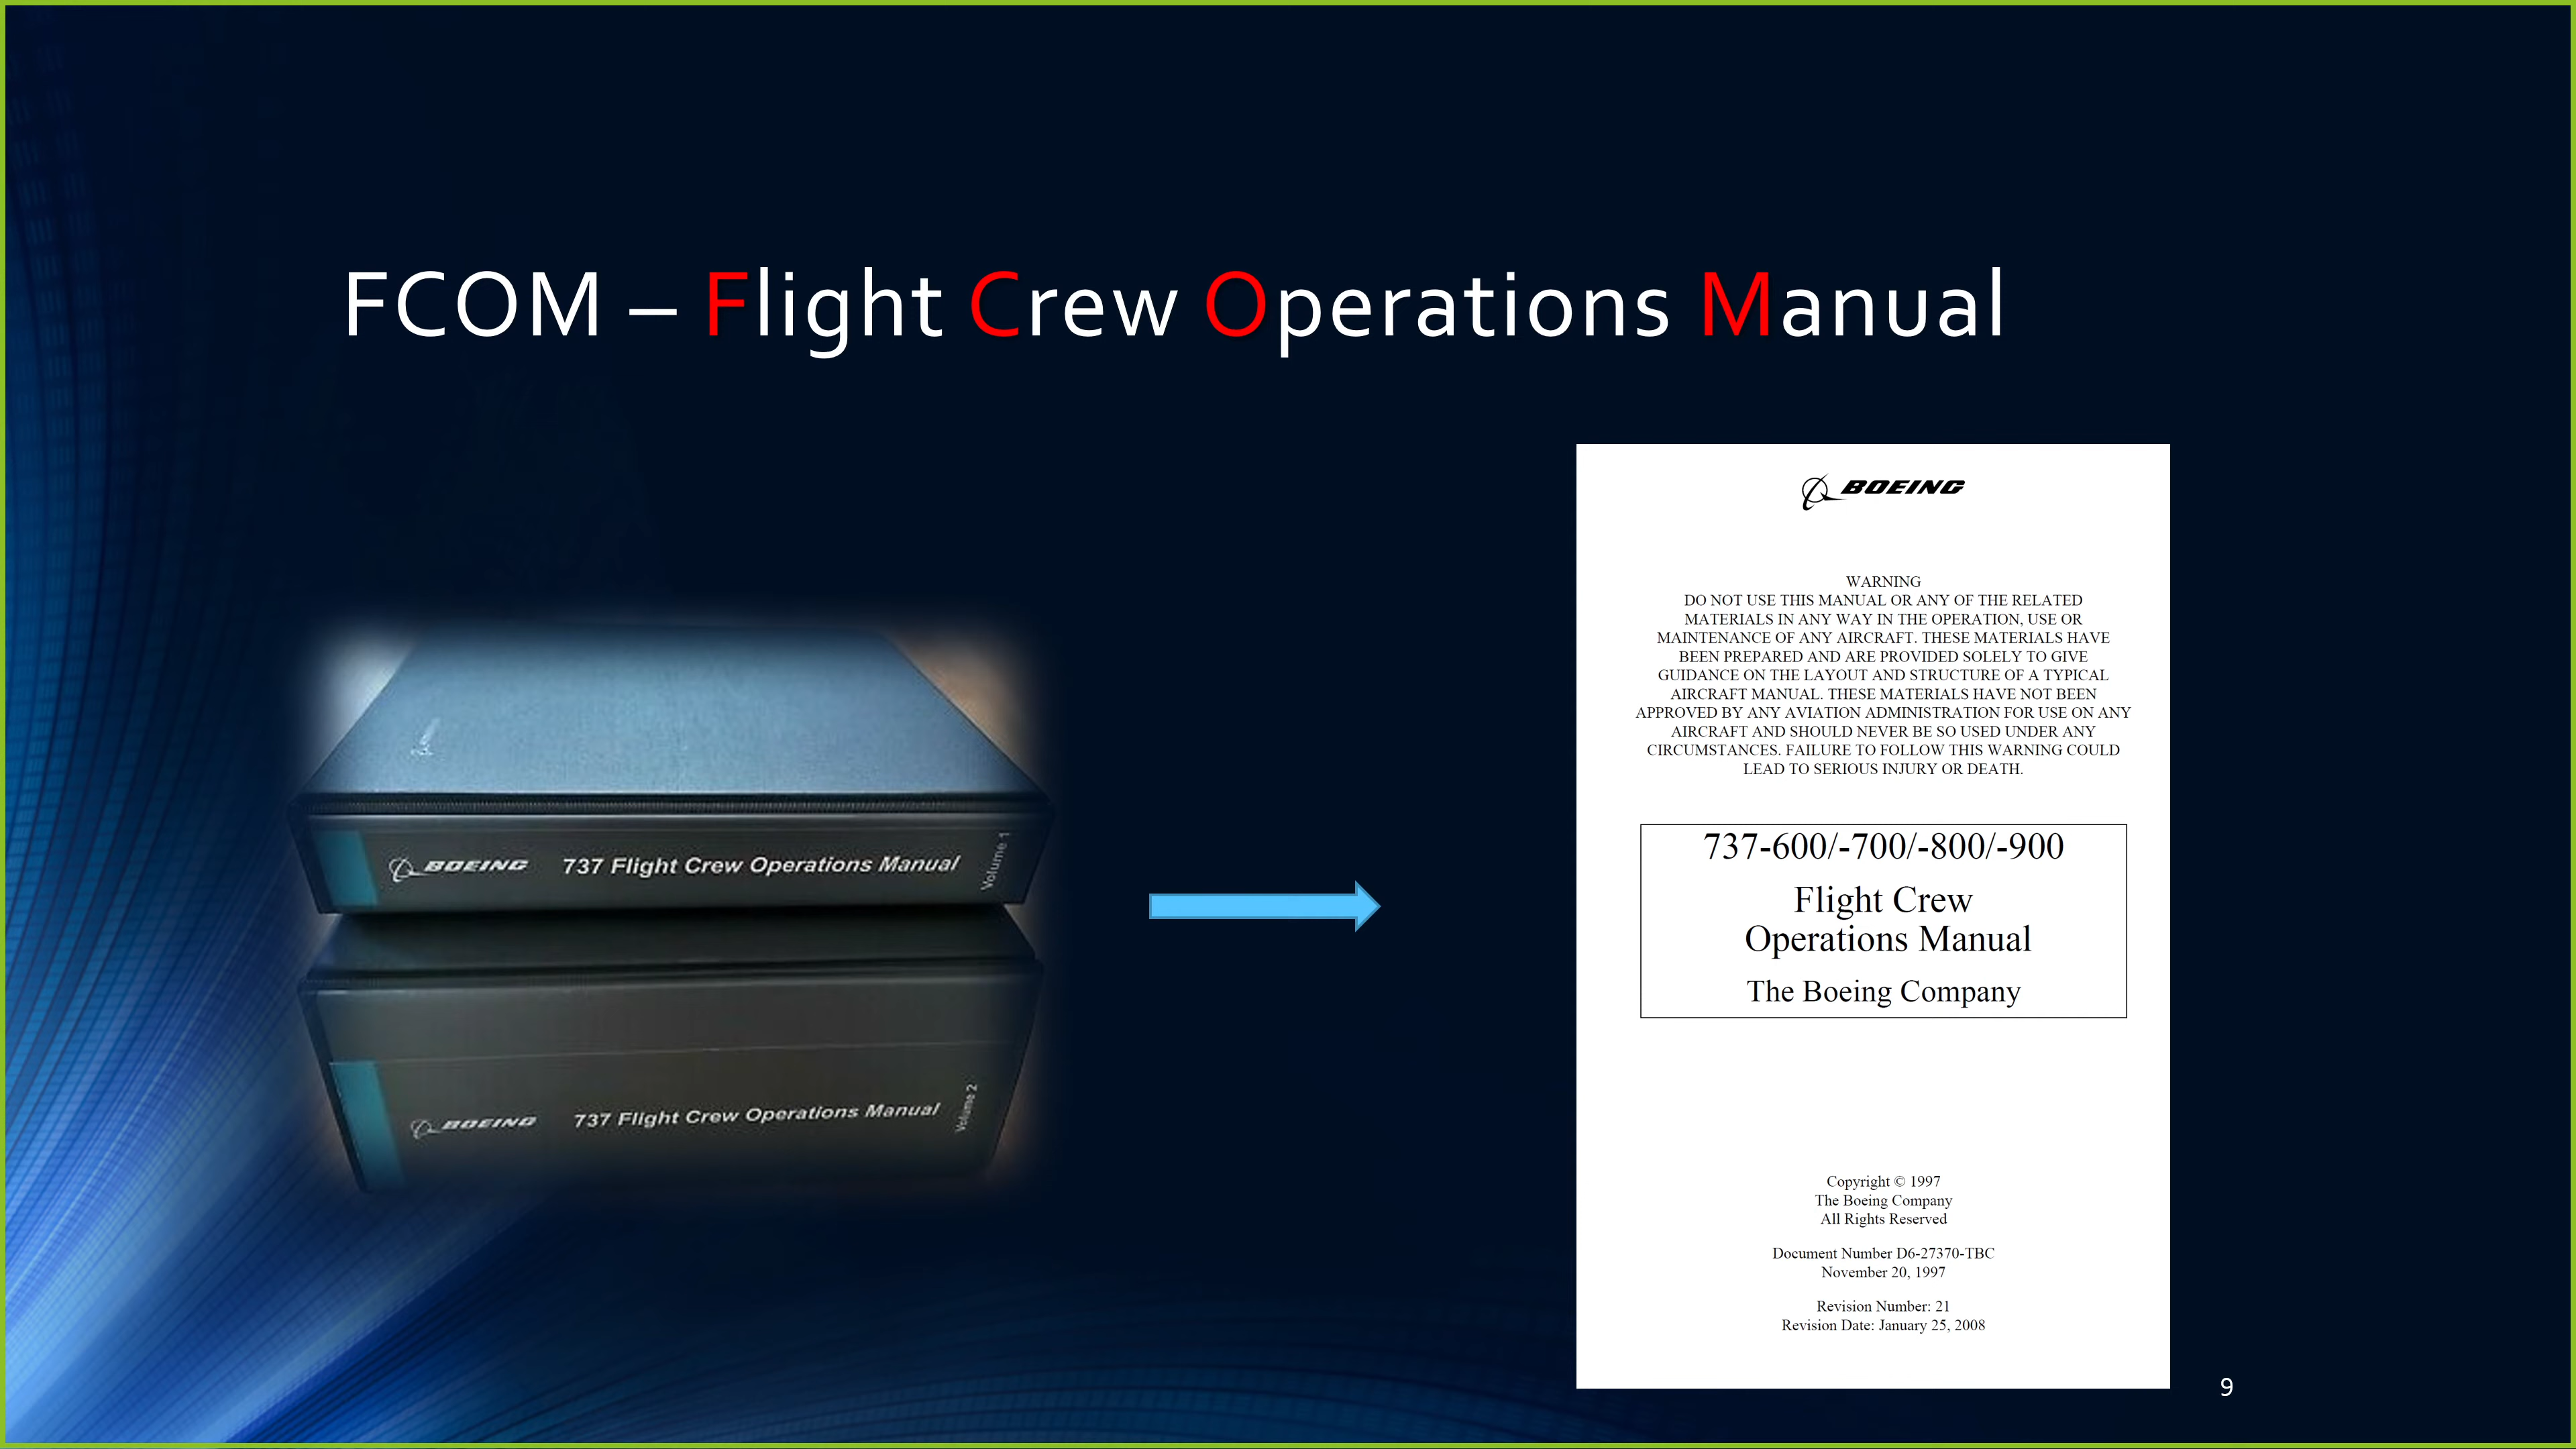 FCOM – Flight Crew Operations Manual
BOEING 737 Flight Crew Operations Manual Volume 1
BOEING 737 Flight Crew Operations Manual Volume 2
BOEING
WARNING
DO NOT USE THIS MANUAL OR ANY OF THE RELATED
MATERIALS IN ANY WAY IN THE OPERATION, USE OR
MAINTENANCE OF ANY AIRCRAFT. THESE MATERIALS HAVE
BEEN PREPARED AND ARE PROVIDED SOLELY TO GIVE
GUIDANCE ON THE LAYOUT AND STRUCTURE OF A TYPICAL
AIRCRAFT MANUAL. THESE MATERIALS HAVE NOT BEEN
APPROVED BY ANY AVIATION ADMINISTRATION FOR USE ON ANY
AIRCRAFT AND SHOULD NEVER BE SO USED UNDER ANY
CIRCUMSTANCES. FAILURE TO FOLLOW THIS WARNING COULD
LEAD TO SERIOUS INJURY OR DEATH.
737-600/-700/-800/-900
Flight Crew
Operations Manual
The Boeing Company
Copyright © 1997
The Boeing Company
All Rights Reserved
Document Number D6-27370-TBC
November 20, 1997
Revision Number: 21
Revision Date: January 25, 2008
9